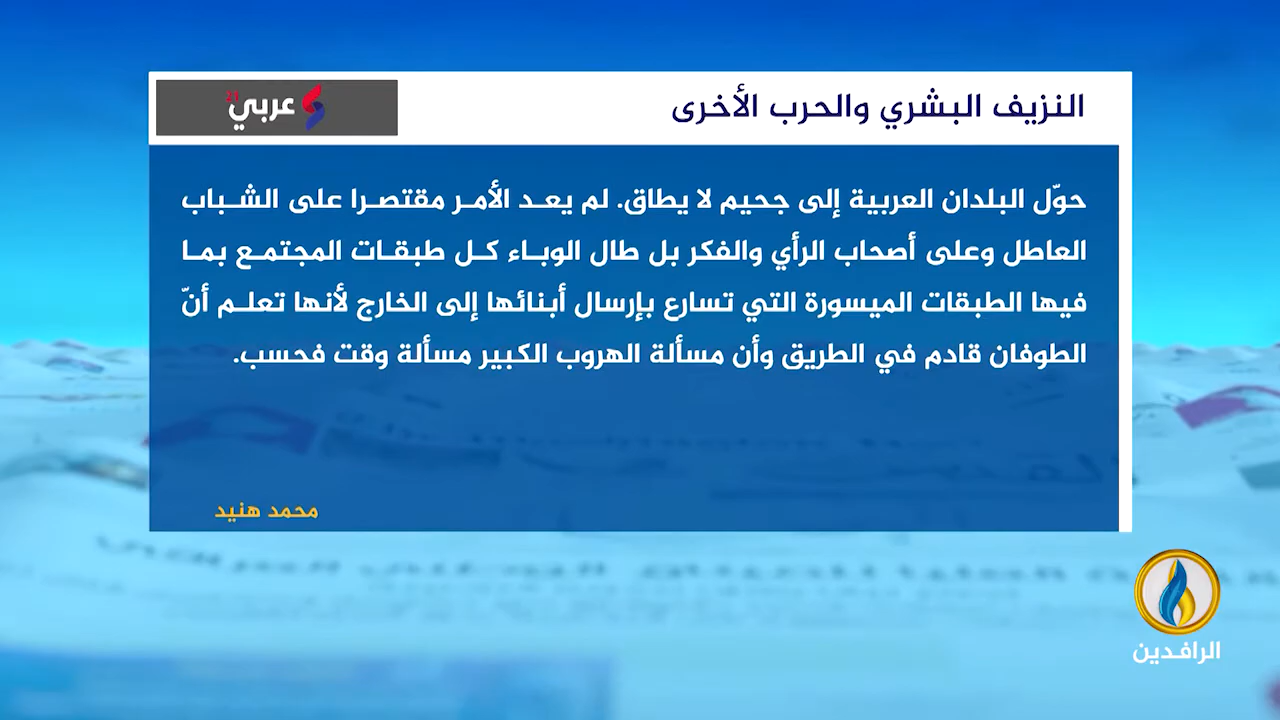 النزيف البشري والحرب الأخرى
عربي 21
حوّل البلدان العربية إلى جحيم لا يطاق. لم يعد الأمر مقتصرا على الشباب
العاطل وعلى أصحاب الرأي والفكر بل طال الوباء كل طبقات المجتمع بما
فيها الطبقات الميسورة التي تسارع بإرسال أبنائها إلى الخارج لأنها تعلم أنّ
الطوفان قادم في الطريق وأن مسألة الهروب الكبير مسألة وقت فحسب.
محمد هنيد
الرافدين